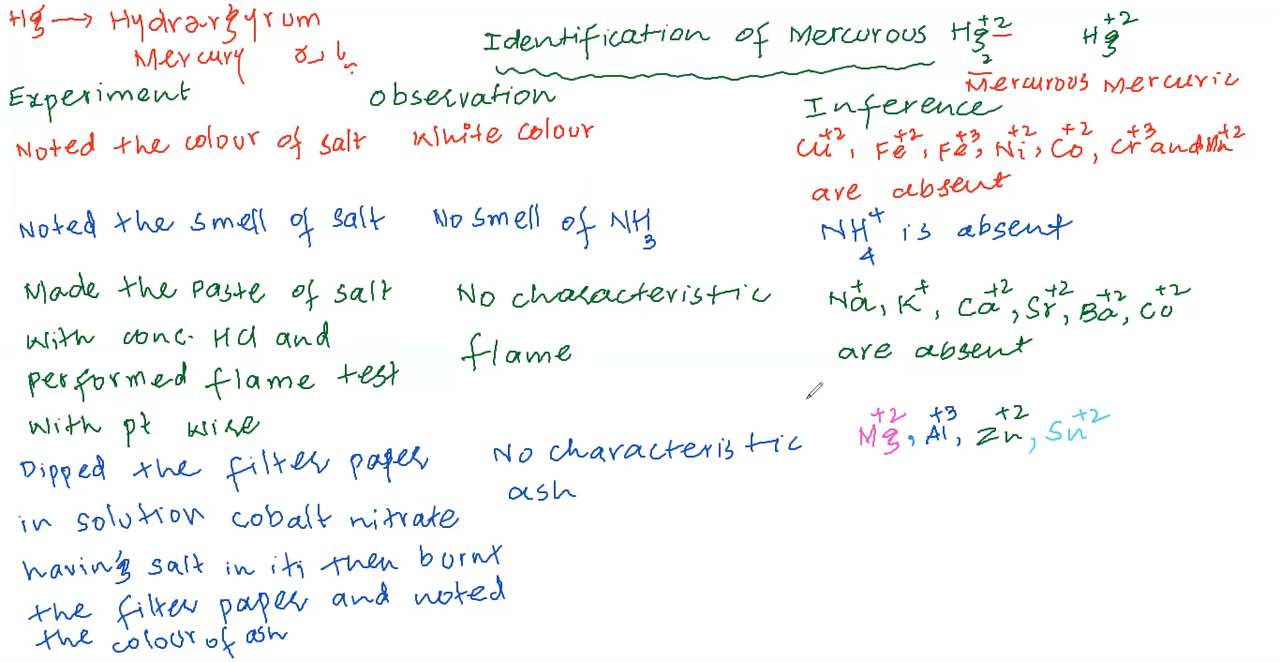 Hg → Hydrargyrum
Mercury
Identification of Mercurous Hg₂⁺² Hg⁺²
Mercurous Mercuric
Experiment Observation Inference
Noted the colour of salt White colour Cu⁺², Fe⁺², Fe⁺³, Ni⁺², Co⁺², Cr⁺³ and Mn⁺²
are absent
Noted the smell of salt No smell of NH₃ NH₄⁺ is absent
Made the paste of salt No characteristic Na⁺, K⁺, Ca⁺², Sr⁺², Ba⁺², Co⁺²
with conc. HCl and flame are absent
performed flame test
with pt wire
Dipped the filter paper No characteristic Mg⁺², Al⁺³, Zn⁺², Sn⁺²
ash
in solution cobalt nitrate
having salt in it, then burnt
the filter paper and noted
the colour of ash